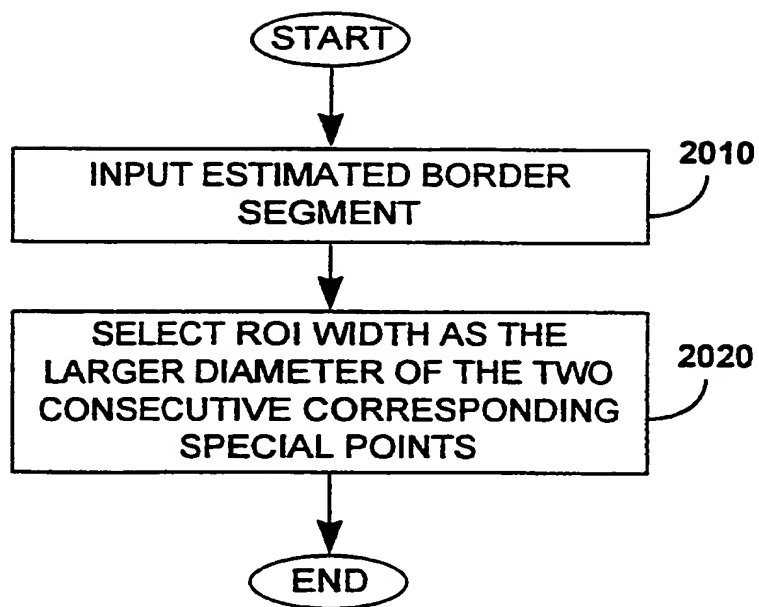 START
INPUT ESTIMATED BORDER
SEGMENT
2010
SELECT ROI WIDTH AS THE
LARGER DIAMETER OF THE TWO
CONSECUTIVE CORRESPONDING
SPECIAL POINTS
2020
END